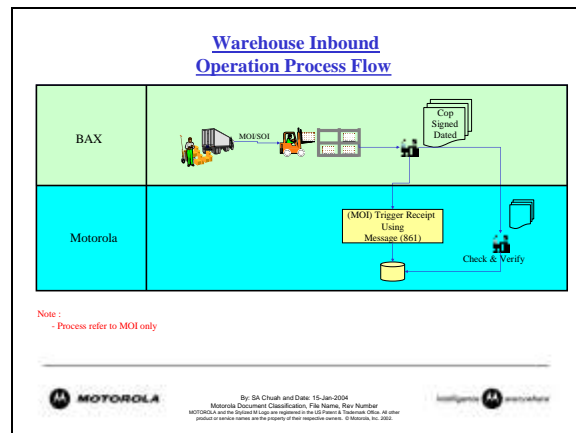 Warehouse Inbound
Operation Process Flow
BAX
MOI/SOI
Cop
Signed
Dated
Motorola
(MOI) Trigger Receipt
Using
Message (861)
Check & Verify
Note :
- Process refer to MOI only
MOTOROLA
By: SA Chuah and Date: 15-Jan-2004
Motorola Document Classification, File Name, Rev Number
MOTOROLA and the Stylized M Logo are registered in the US Patent & Trademark Office. All other
product or service names are the property of their respective owners. © Motorola, Inc. 2002.
intelligence everywhere